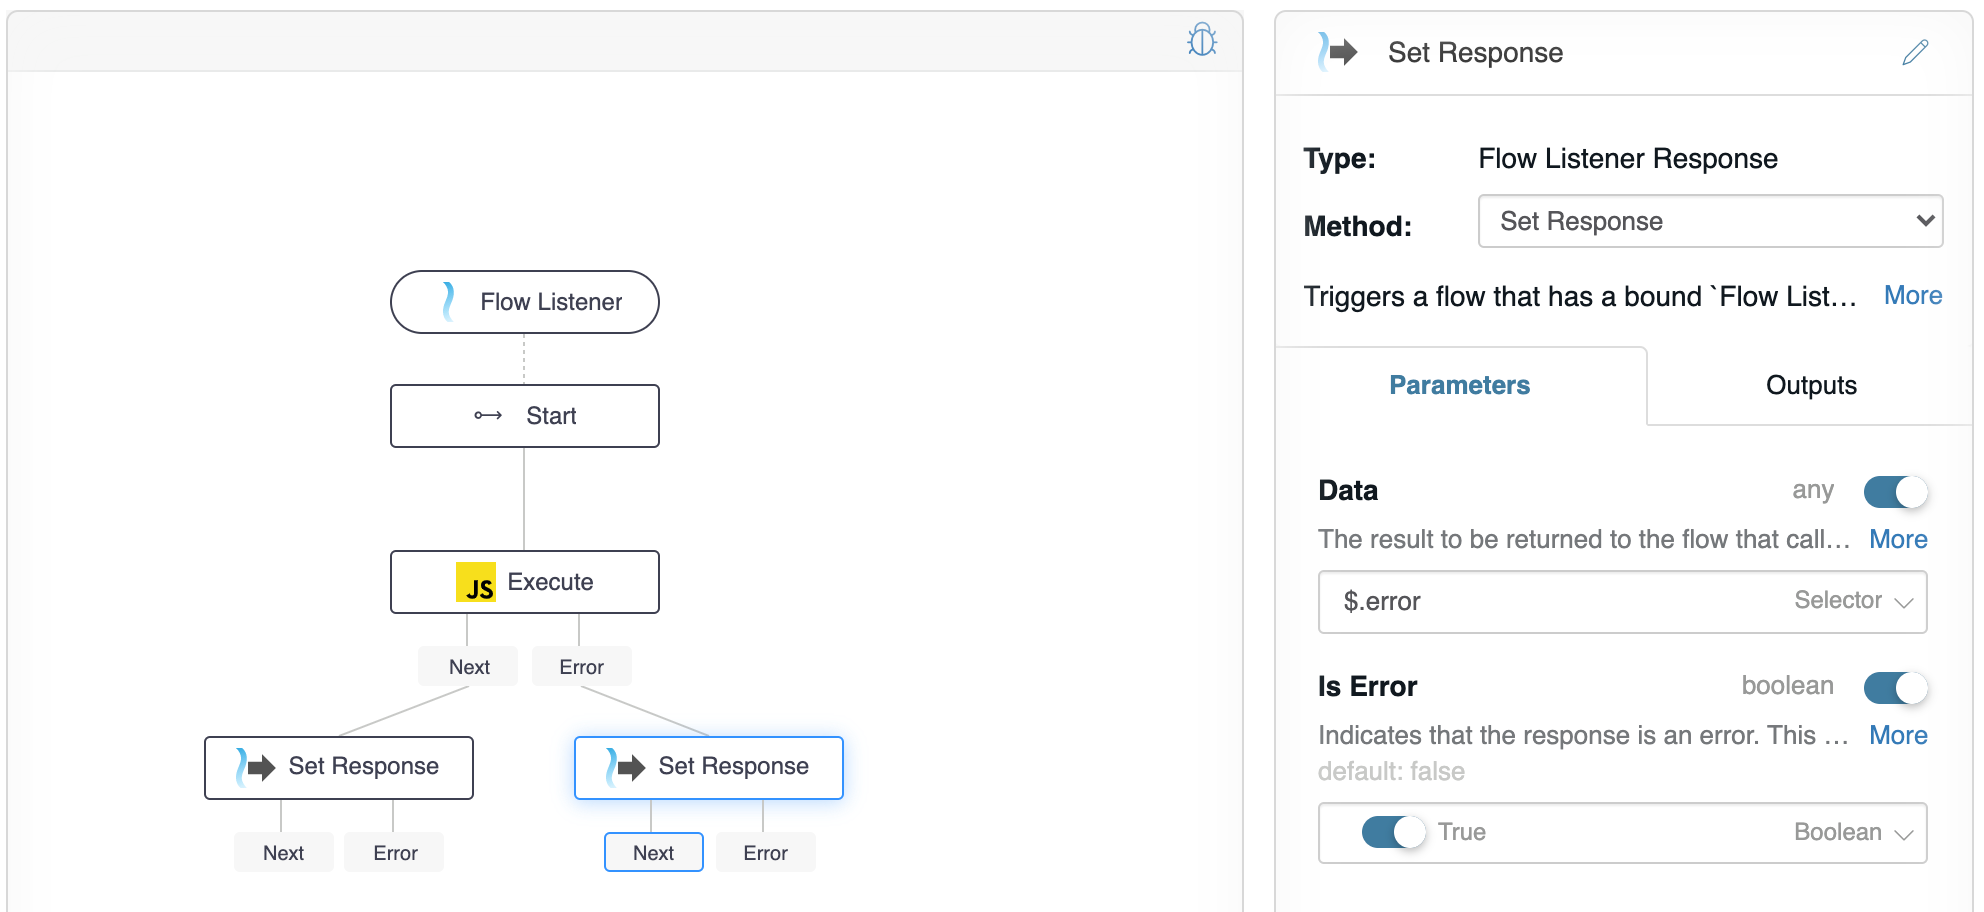 Flow Listener
Start
JS Execute
Next Error
Set Response Set Response
Next Error Next Error
Set Response
Type: Flow Listener Response
Method: Set Response
Triggers a flow that has a bound `Flow List... More
Parameters Outputs
Data any
The result to be returned to the flow that call... More
$.error Selector
Is Error boolean
Indicates that the response is an error. This ... More
default: false
True Boolean